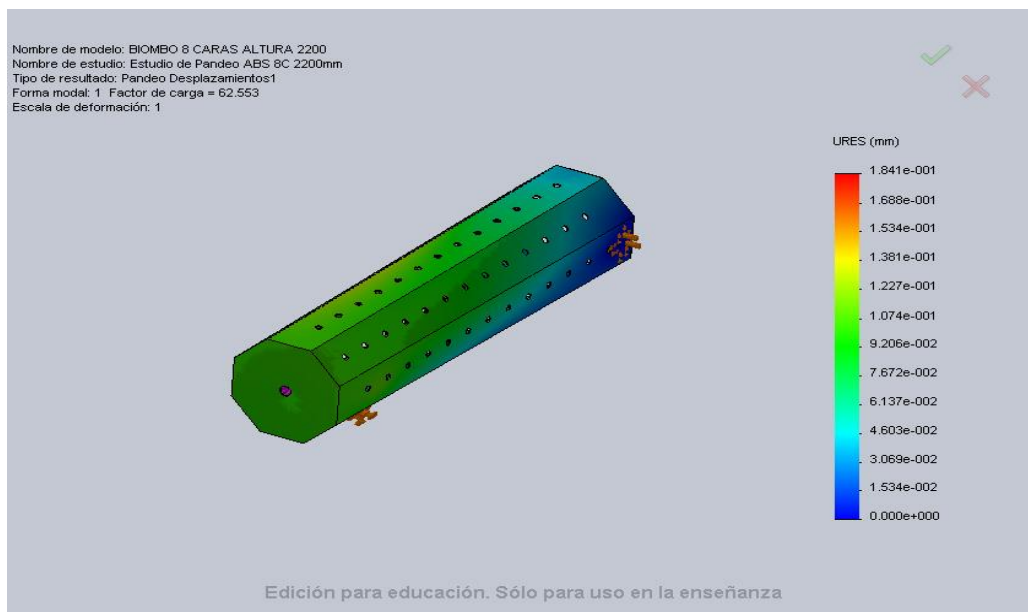 Nombre de modelo: BIOMBO 8 CARAS ALTURA 2200
Nombre de estudio: Estudio de Pandeo ABS 8C 2200mm
Tipo de resultado: Pandeo Desplazamientos1
Forma modal: 1 Factor de carga = 62.553
Escala de deformación: 1
URES (mm)
1.841e-001
1.688e-001
1.534e-001
1.381e-001
1.227e-001
1.074e-001
9.206e-002
7.672e-002
6.137e-002
4.603e-002
3.069e-002
1.534e-002
0.000e+000
Edición para educación. Sólo para uso en la enseñanza